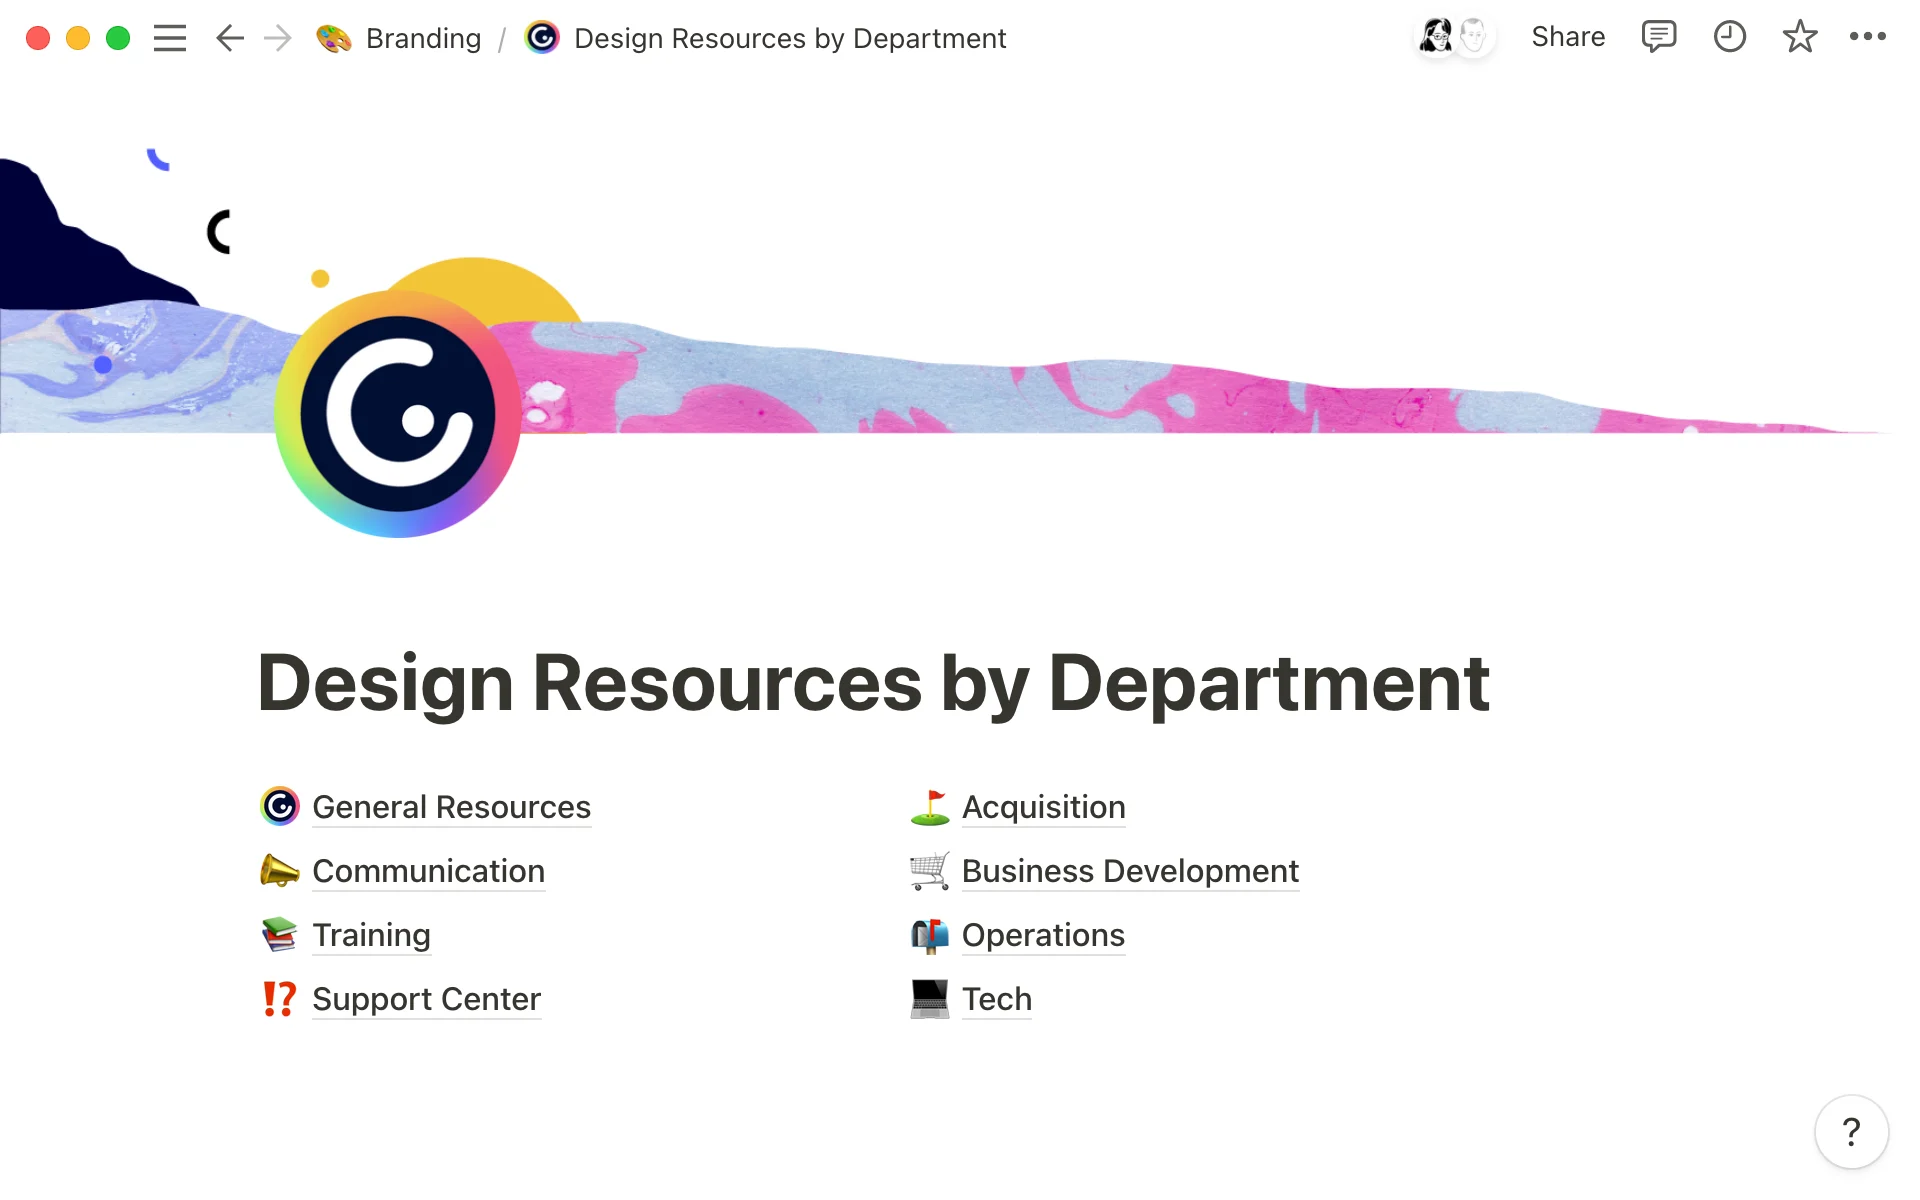 Branding / Design Resources by Department
Share
Design Resources by Department
General Resources
Communication
Training
Support Center
Acquisition
Business Development
Operations
Tech
?